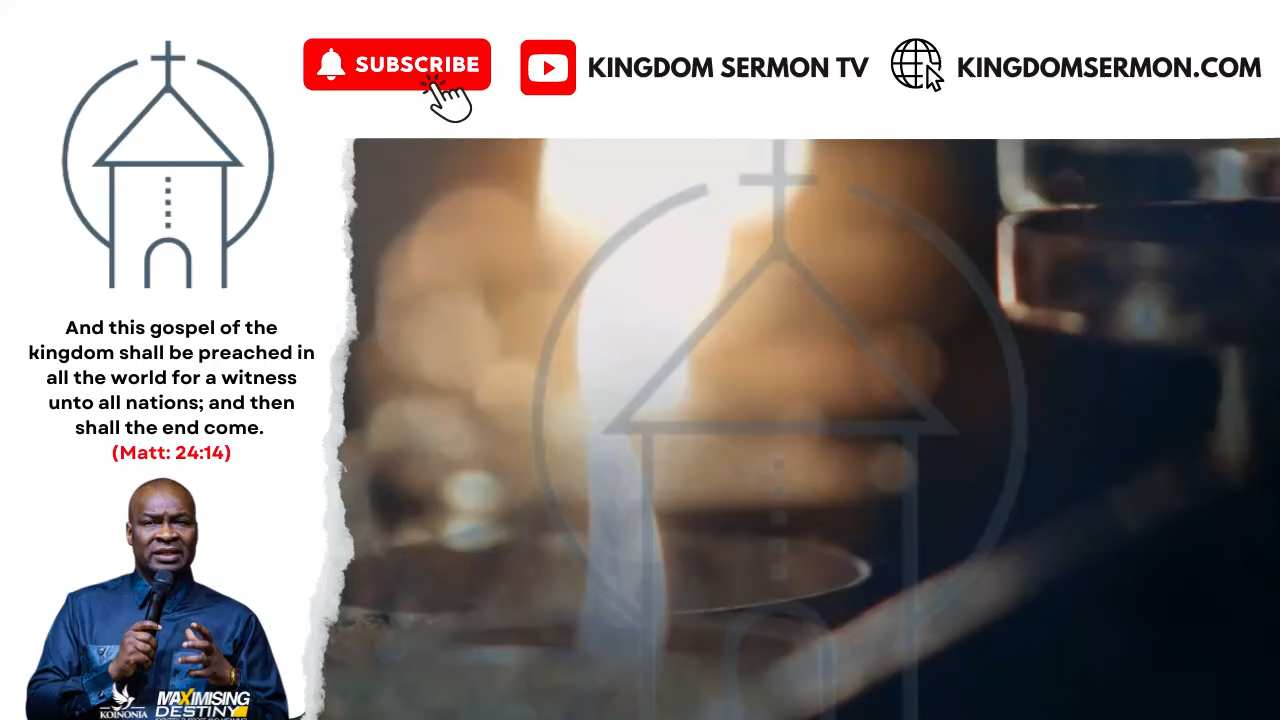 SUBSCRIBE
KINGDOM SERMON TV
KINGDOMSERMON.COM
And this gospel of the
kingdom shall be preached in
all the world for a witness
unto all nations; and then
shall the end come.
(Matt: 24:14)
KOINONIA
MAXIMISING
DESTINY